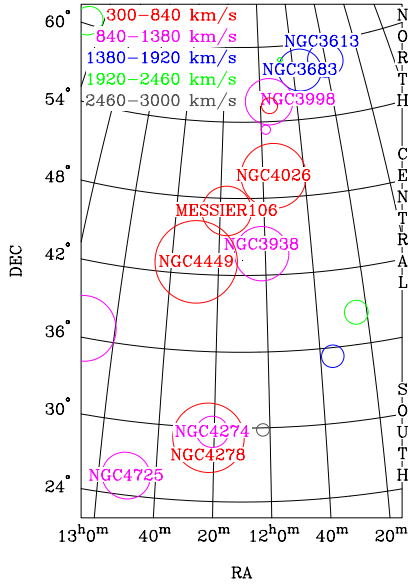 300−840 km/s
840−1380 km/s
1380−1920 km/s
1920−2460 km/s
2460−3000 km/s
NORTH CENTRAL SOUTH
60°
54°
48°
42°
36°
30°
24°
NGC3613
NGC3683
NGC3998
NGC4026
MESSIER106
NGC3938
NGC4449
NGC4274
NGC4278
NGC4725
13ʰ0ᵐ 40ᵐ 20ᵐ 12ʰ0ᵐ 40ᵐ 20ᵐ
DEC
RA